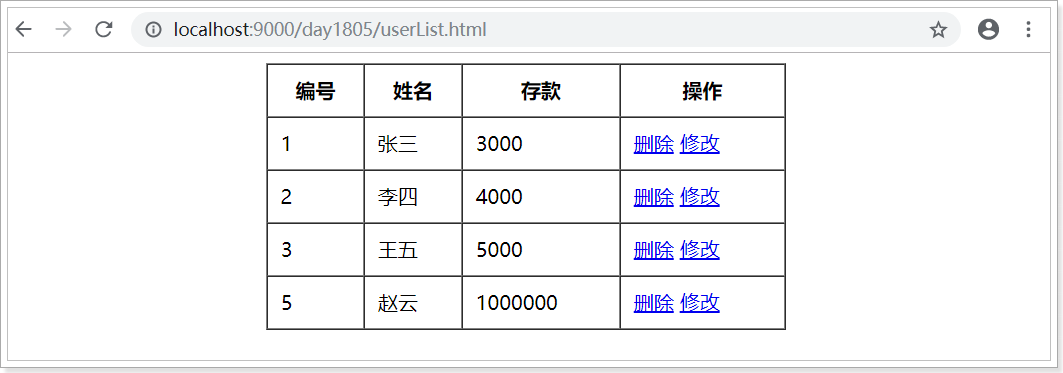 localhost:9000/day1805/userList.html
编号 姓名 存款 操作
1 张三 3000 删除 修改
2 李四 4000 删除 修改
3 王五 5000 删除 修改
5 赵云 1000000 删除 修改